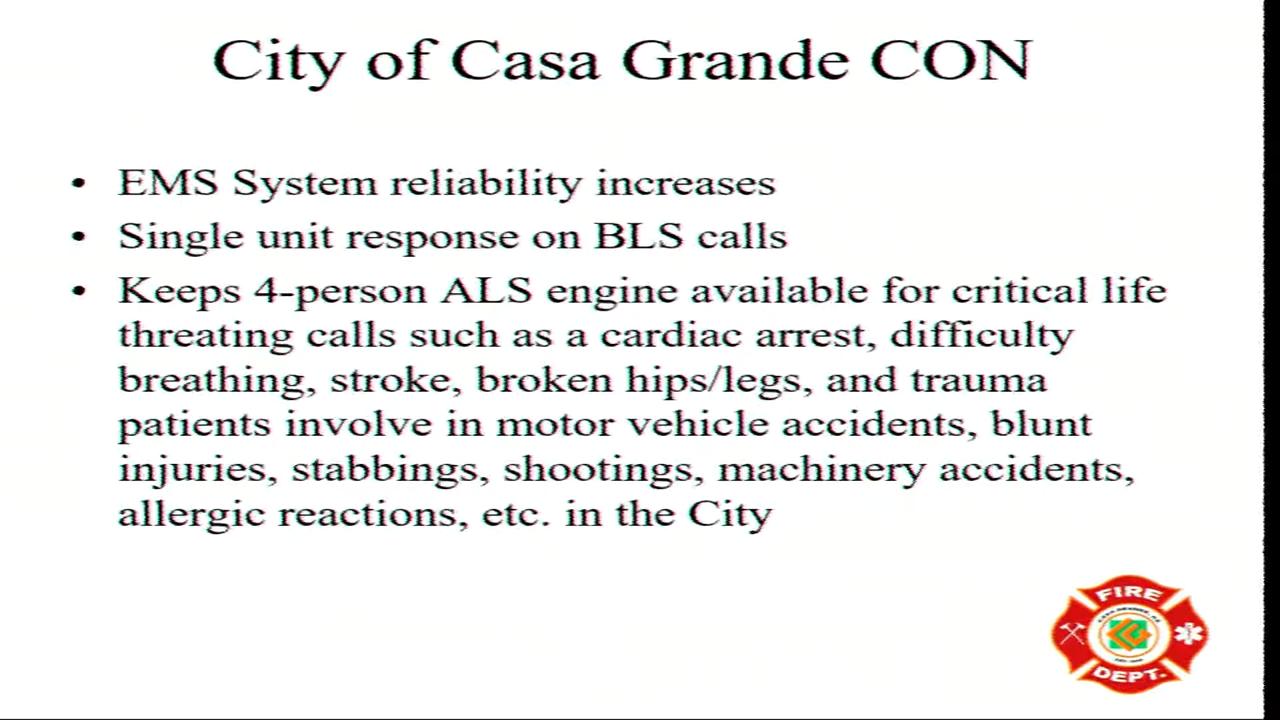 City of Casa Grande CON
• EMS System reliability increases
• Single unit response on BLS calls
• Keeps 4-person ALS engine available for critical life
threating calls such as a cardiac arrest, difficulty
breathing, stroke, broken hips/legs, and trauma
patients involve in motor vehicle accidents, blunt
injuries, stabbings, shootings, machinery accidents,
allergic reactions, etc. in the City
FIRE
DEPT.